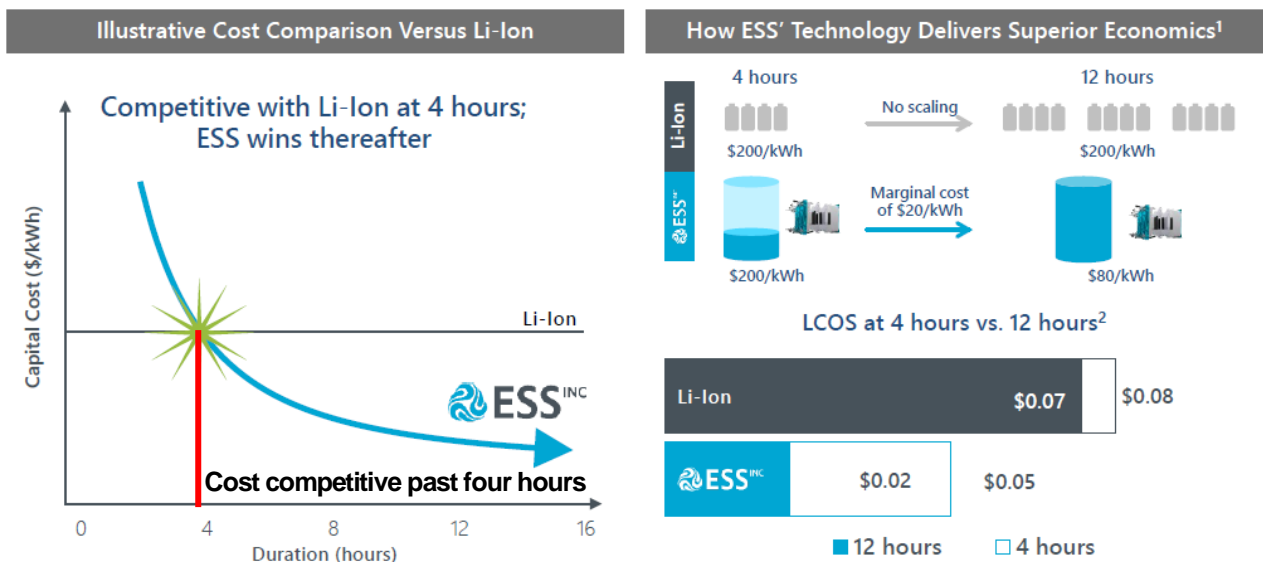 Illustrative Cost Comparison Versus Li-Ion
Competitive with Li-Ion at 4 hours;
ESS wins thereafter
Capital Cost ($/kWh)
Li-Ion
ESS INC
Cost competitive past four hours
0 4 8 12 16
Duration (hours)
How ESS’ Technology Delivers Superior Economics¹
4 hours
12 hours
Li-Ion
No scaling
$200/kWh
$200/kWh
ESS INC
Marginal cost
of $20/kWh
$200/kWh
$80/kWh
LCOS at 4 hours vs. 12 hours²
Li-Ion $0.07 $0.08
ESS INC $0.02 $0.05
12 hours 4 hours